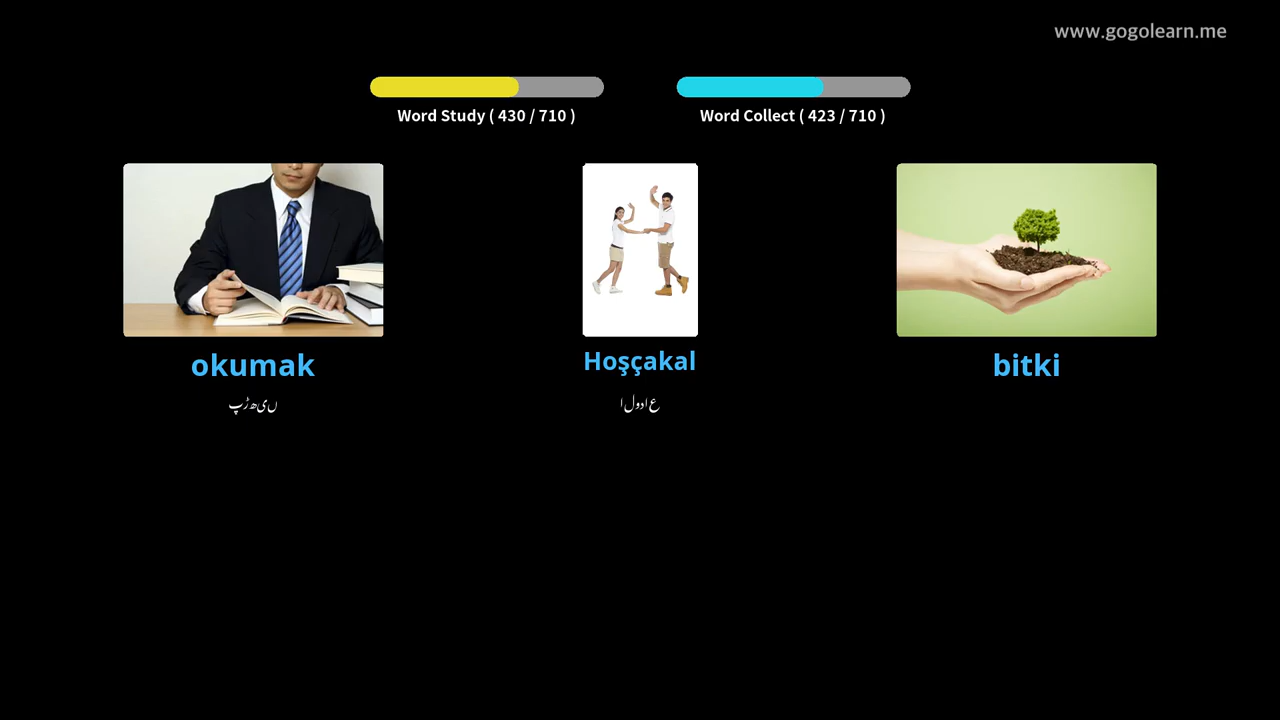 www.gogolearn.me
Word Study ( 430 / 710 )
Word Collect ( 423 / 710 )
okumak
Hoşçakal
bitki
پڑھیں
الوداع